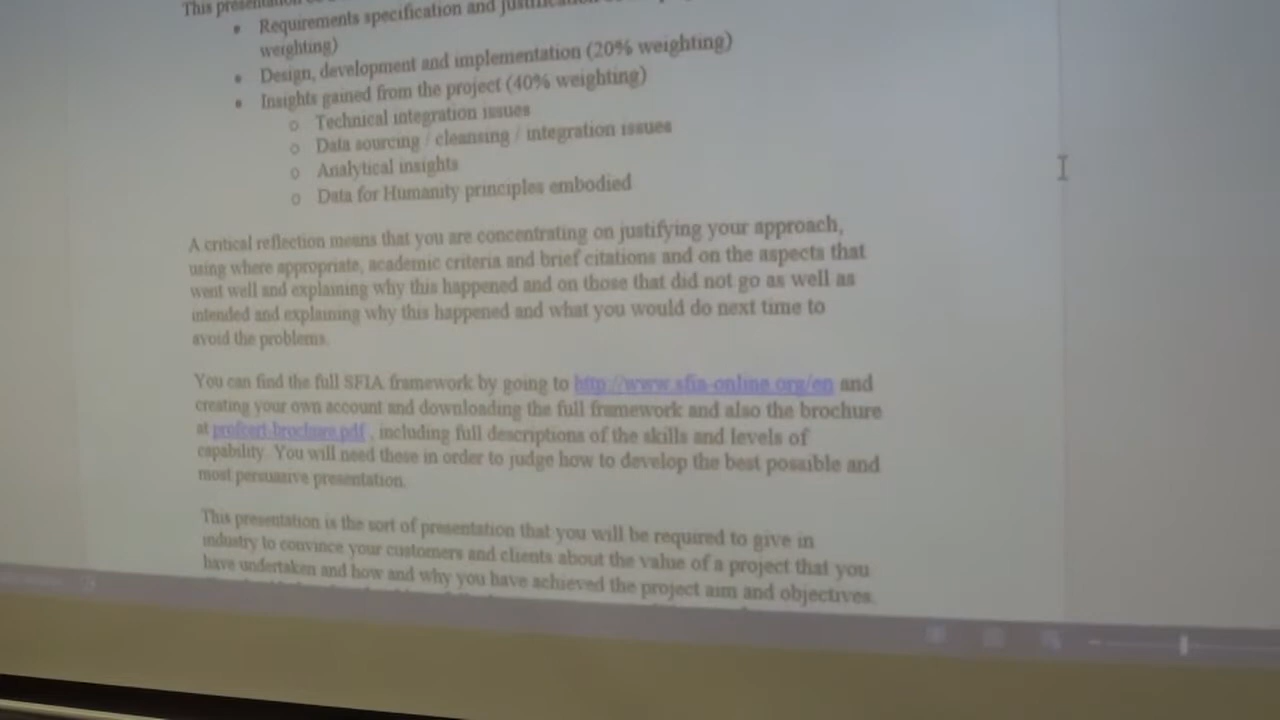 This presentation
• Requirements specification and
weighting)
• Design, development and implementation (20% weighting)
• Insights gained from the project (40% weighting)
o Technical integration issues
o Data sourcing / cleansing / integration issues
o Analytical insights
o Data for Humanity principles embodied
A critical reflection means that you are concentrating on justifying your approach,
using where appropriate, academic criteria and brief citations and on the aspects that
went well and explaining why this happened and on those that did not go as well as
intended and explaining why this happened and what you would do next time to
avoid the problems.
You can find the full SFIA framework by going to http://www.sfia-online.org/en and
creating your own account and downloading the full framework and also the brochure
at profcert-brochure.pdf , including full descriptions of the skills and levels of
capability. You will need these in order to judge how to develop the best possible and
most persuasive presentation.
This presentation is the sort of presentation that you will be required to give in
industry to convince your customers and clients about the value of a project that you
have undertaken and how and why you have achieved the project aim and objectives.